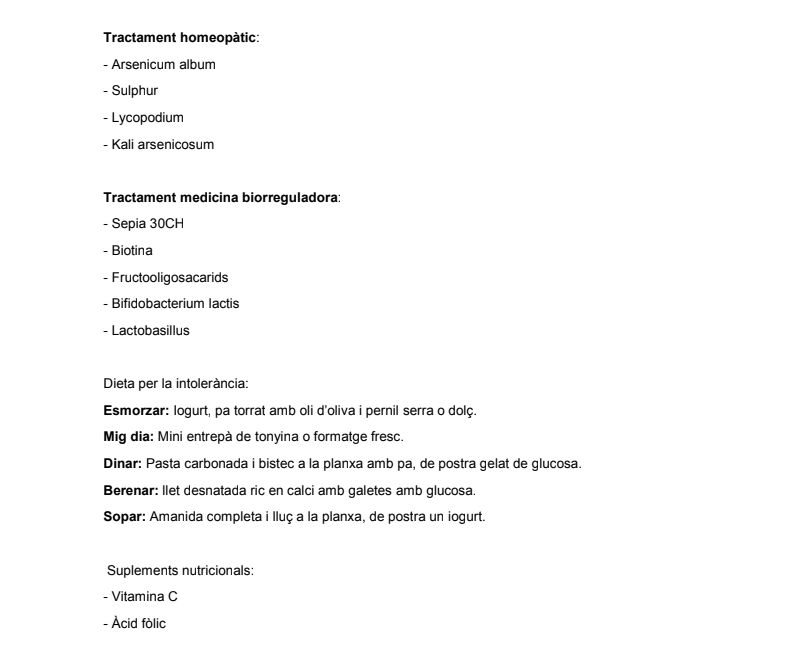 Tractament homeopàtic:
- Arsenicum album
- Sulphur
- Lycopodium
- Kali arsenicosum
Tractament medicina biorreguladora:
- Sepia 30CH
- Biotina
- Fructooligosacarids
- Bifidobacterium lactis
- Lactobasillus
Dieta per la intolerància:
Esmorzar: Iogurt, pa torrat amb oli d'oliva i pernil serra o dolç.
Mig dia: Mini entrepà de tonyina o formatge fresc.
Dinar: Pasta carbonada i bistec a la planxa amb pa, de postra gelat de glucosa.
Berenar: llet desnatada ric en calci amb galetes amb glucosa.
Sopar: Amanida completa i lluç a la planxa, de postra un iogurt.
Suplements nutricionals:
- Vitamina C
- Àcid fòlic